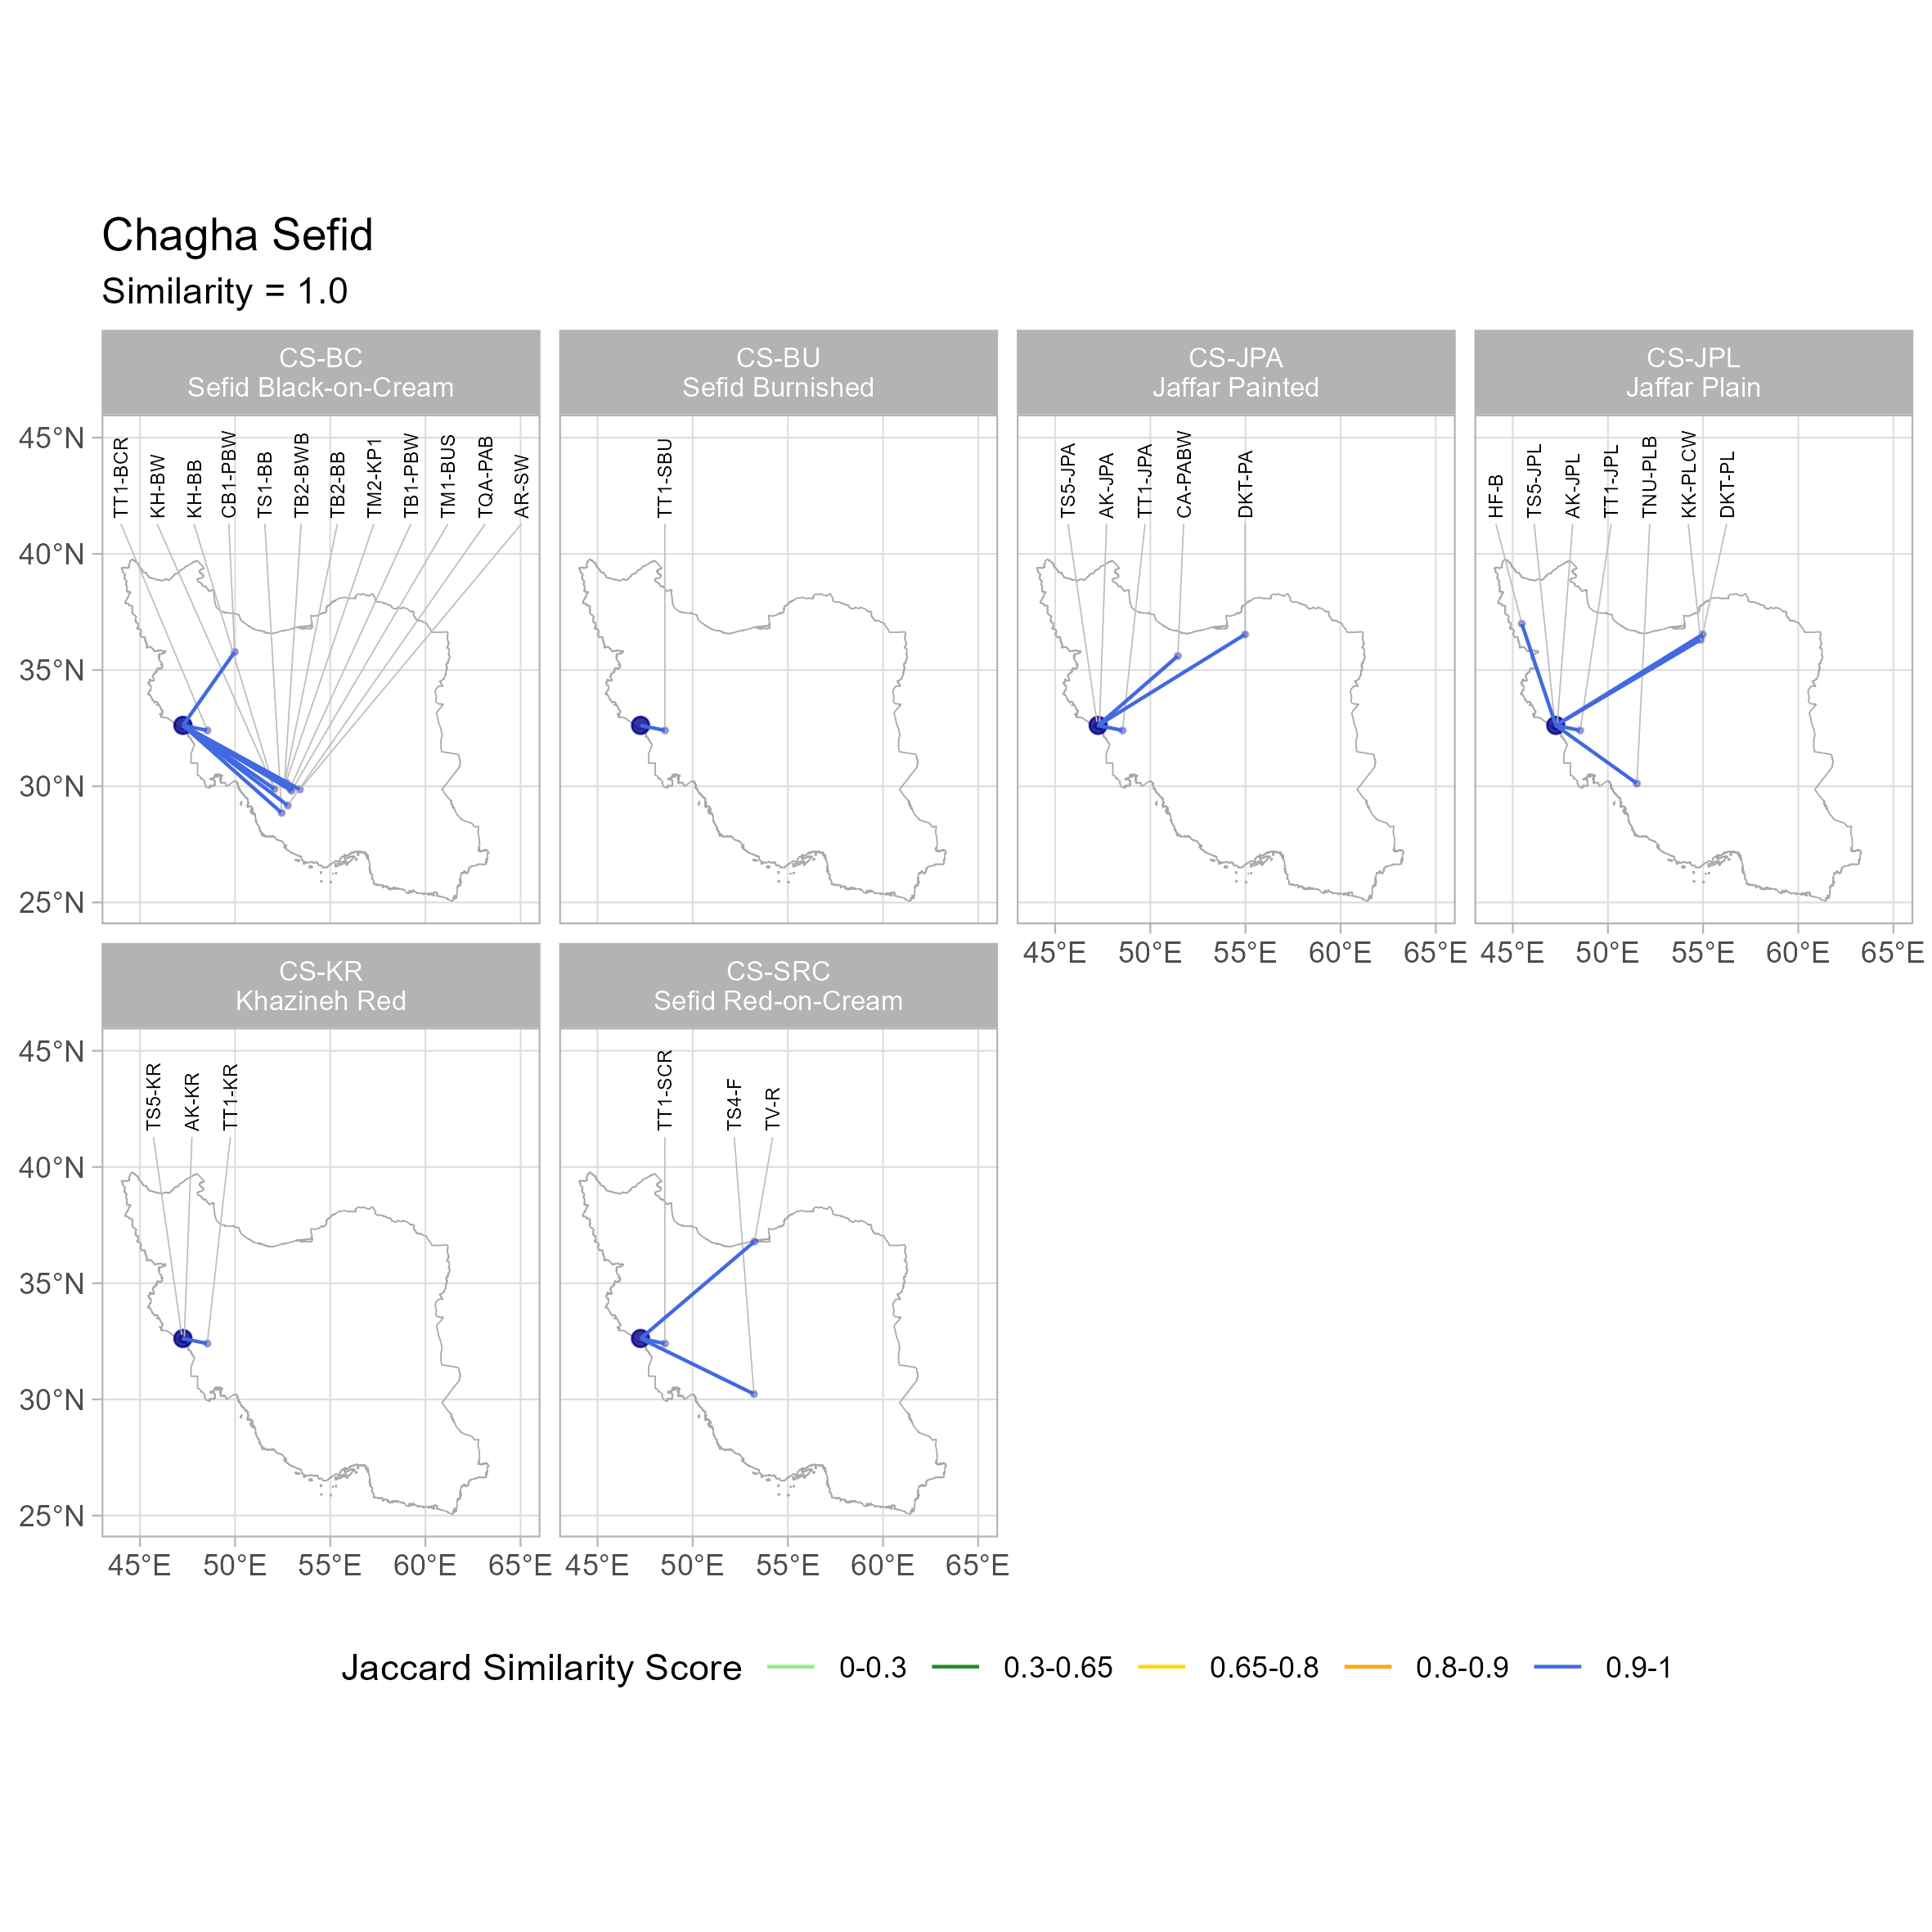 Chagha Sefid
Similarity = 1.0
CS-BC
Sefid Black-on-Cream
CS-BU
Sefid Burnished
CS-JPA
Jaffar Painted
CS-JPL
Jaffar Plain
TT1-BCR
KH-BW
KH-BB
CB1-PBW
TS1-BB
TB2-BWB
TB2-BB
TM2-KP1
TB1-PBW
TM1-BUS
TQA-PAB
AR-SW
TT1-SBU
TS5-JPA
AK-JPA
TT1-JPA
CA-PABW
DKT-PA
HF-B
TS5-JPL
AK-JPL
TT1-JPL
TNU-PLB
KK-PLCW
DKT-PL
45°N
40°N
35°N
30°N
25°N
45°E 50°E 55°E 60°E 65°E
45°E 50°E 55°E 60°E 65°E
CS-KR
Khazineh Red
CS-SRC
Sefid Red-on-Cream
TS5-KR
AK-KR
TT1-KR
TT1-SCR
TS4-F
TV-R
45°N
40°N
35°N
30°N
25°N
45°E 50°E 55°E 60°E 65°E
45°E 50°E 55°E 60°E 65°E
Jaccard Similarity Score 0-0.3 0.3-0.65 0.65-0.8 0.8-0.9 0.9-1